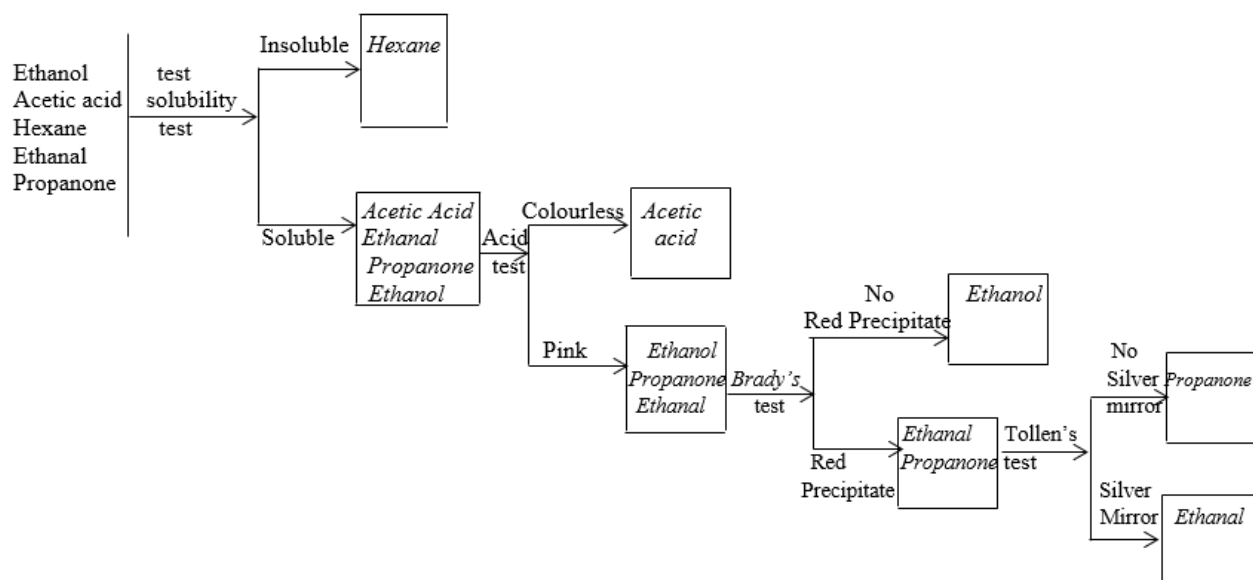 Ethanol
Acetic acid
Hexane
Ethanal
Propanone
test
solubility
test
Insoluble
Hexane
Soluble
Acetic Acid
Ethanal
Propanone
Ethanol
Acid
test
Colourless
Acetic
acid
Pink
Ethanol
Propanone
Ethanal
Brady's
test
No
Red Precipitate
Ethanol
Red
Precipitate
Ethanal
Propanone
Tollen's
test
No
Silver
mirror
Propanone
Silver
Mirror
Ethanal